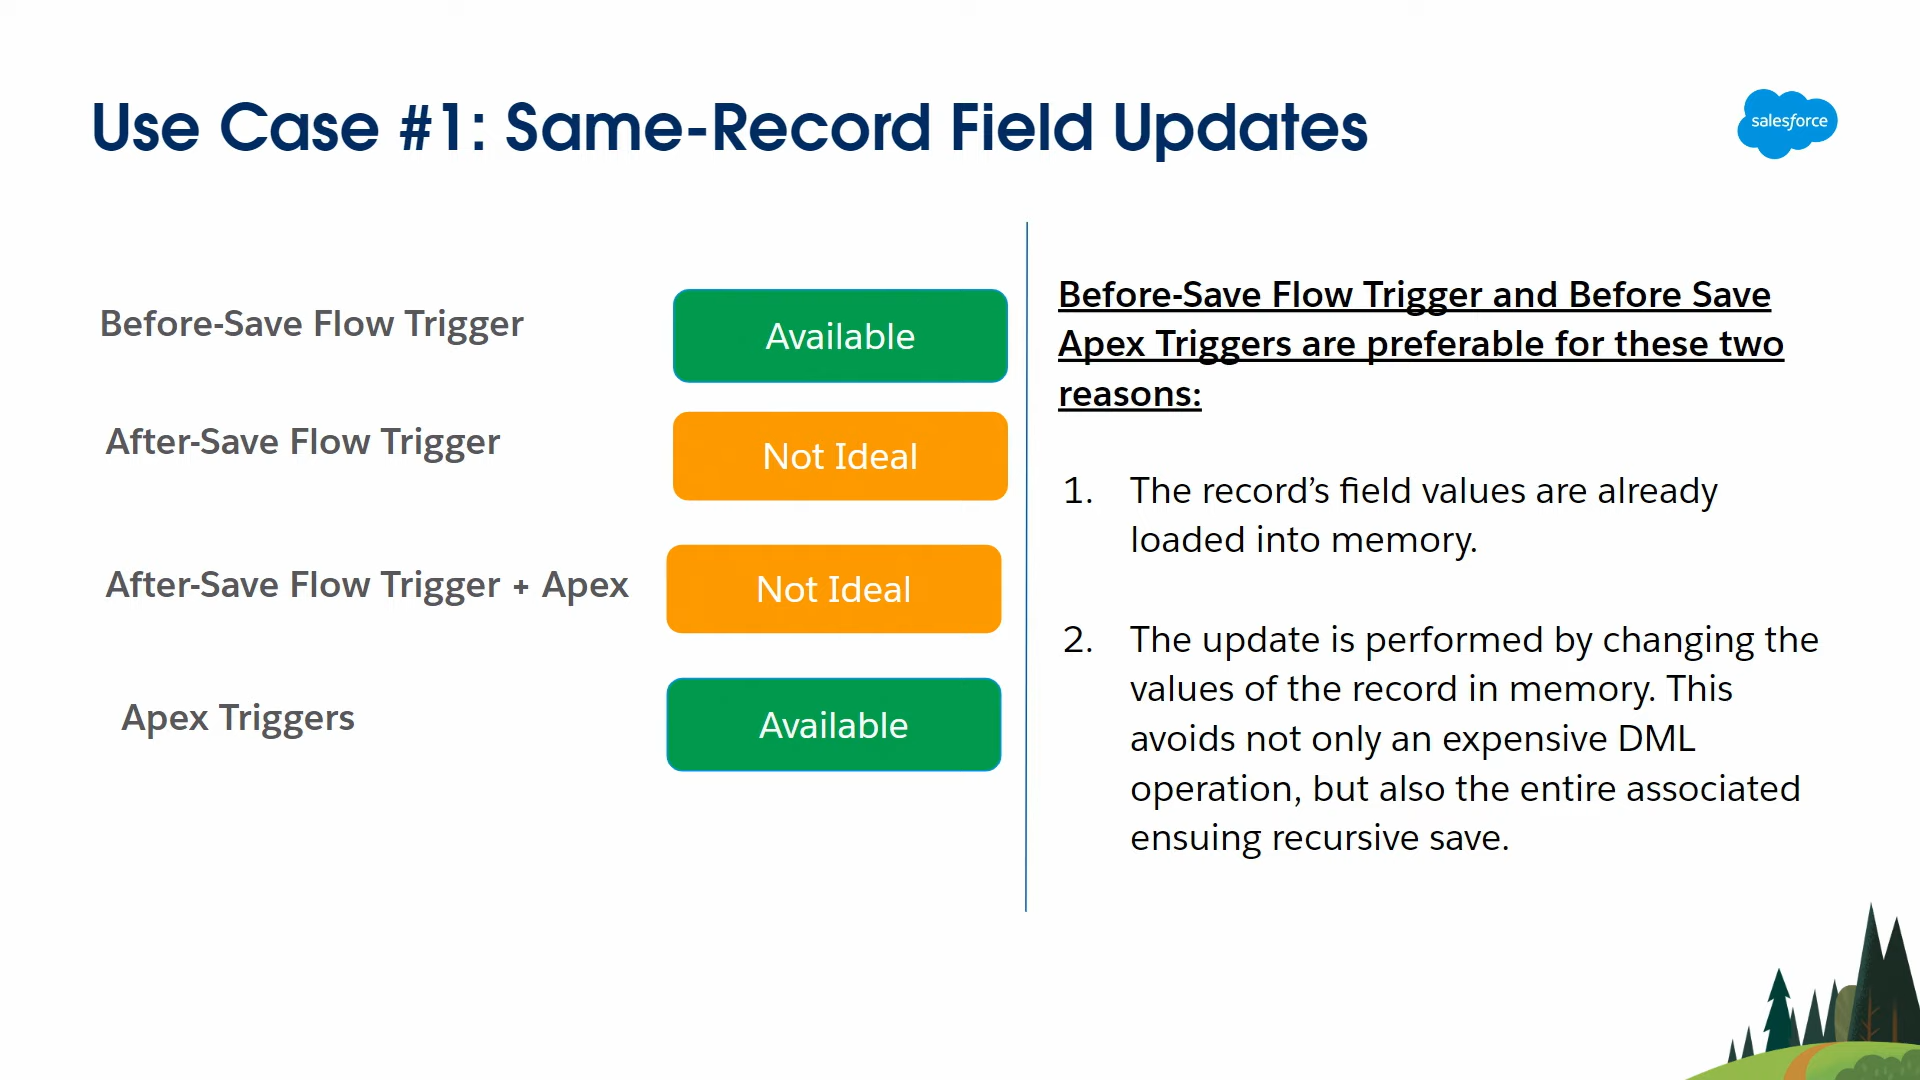 Use Case #1: Same-Record Field Updates
salesforce
Before-Save Flow Trigger
Available
After-Save Flow Trigger
Not Ideal
After-Save Flow Trigger + Apex
Not Ideal
Apex Triggers
Available
Before-Save Flow Trigger and Before Save
Apex Triggers are preferable for these two
reasons:
1. The record’s field values are already
loaded into memory.
2. The update is performed by changing the
values of the record in memory. This
avoids not only an expensive DML
operation, but also the entire associated
ensuing recursive save.